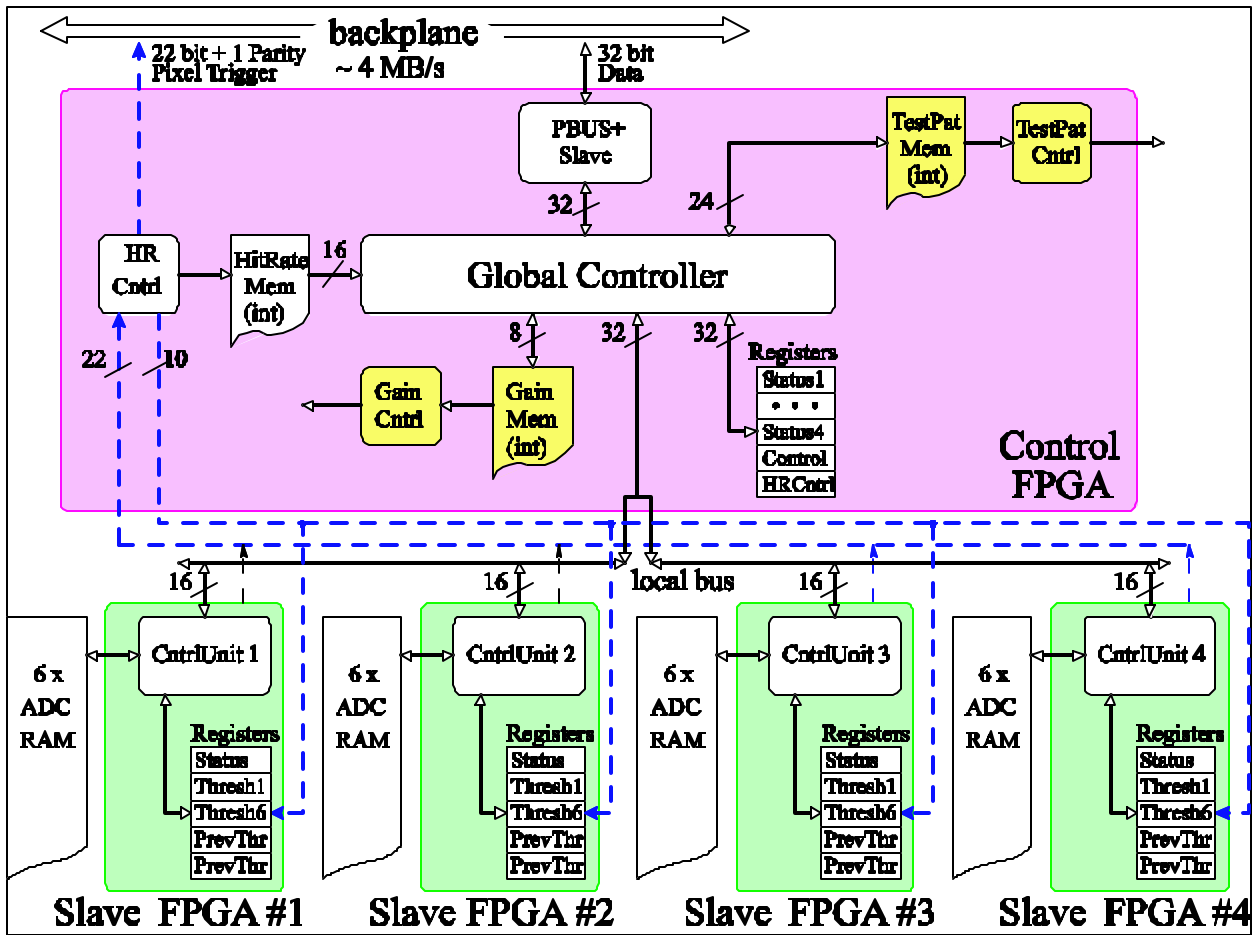 backplane
~ 4 MB/s
22 bit + 1 Parity
Pixel Trigger
32 bit
Data
PBUS+
Slave
TestPat
Mem
(int)
TestPat
Cntrl
32
24
HR
Cntrl
HitRate
Mem
(int)
16
Global Controller
8
32
32
22
10
Gain
Cntrl
Gain
Mem
(int)
Registers
Status1
• • •
Status4
Control
HRCntrl
Control
FPGA
local bus
16
16
16
16
6 x
ADC
RAM
CntrlUnit 1
Registers
Status
Thresh1
Thresh6
PrevThr
PrevThr
Slave FPGA #1
6 x
ADC
RAM
CntrlUnit 2
Registers
Status
Thresh1
Thresh6
PrevThr
PrevThr
Slave FPGA #2
6 x
ADC
RAM
CntrlUnit 3
Registers
Status
Thresh1
Thresh6
PrevThr
PrevThr
Slave FPGA #3
6 x
ADC
RAM
CntrlUnit 4
Registers
Status
Thresh1
Thresh6
PrevThr
PrevThr
Slave FPGA #4